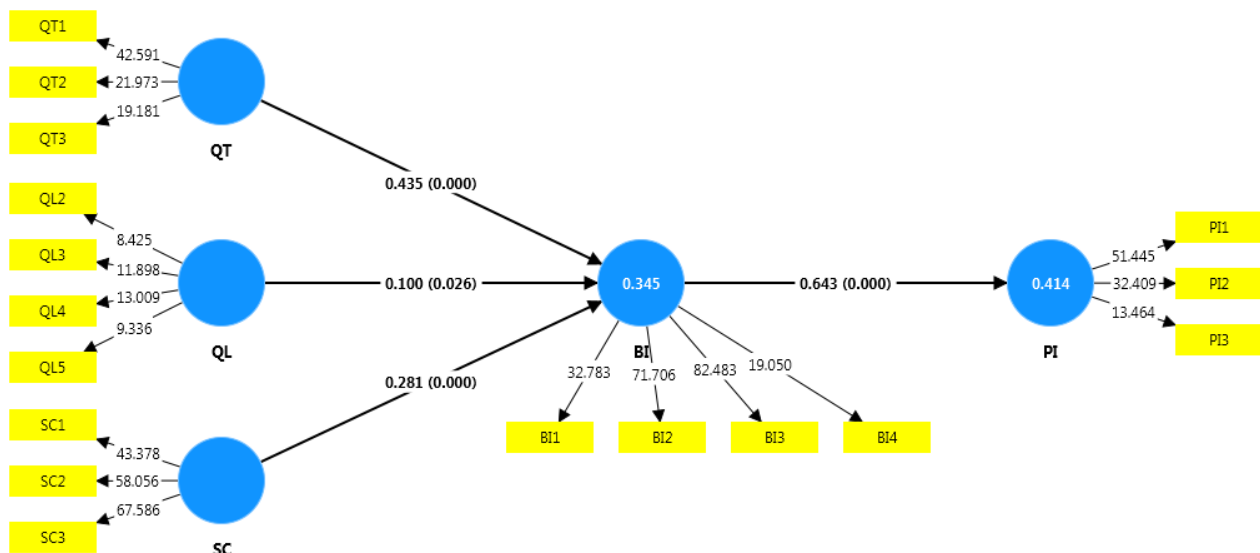 QT1
42.591
QT2
21.973
19.181
QT3
QT
0.435 (0.000)
QL2
8.425
QL3
11.898
13.009
QL4
9.336
QL5
QL
0.100 (0.026)
0.345
BI
0.643 (0.000)
0.414
PI
PI1
51.445
32.409
PI2
13.464
PI3
0.281 (0.000)
32.783
71.706
82.483
19.050
BI1
BI2
BI3
BI4
SC1
43.378
SC2
58.056
67.586
SC3
SC